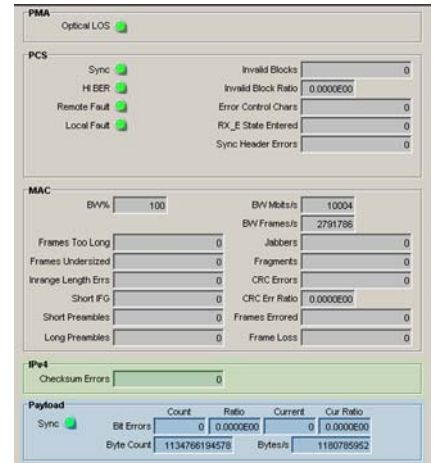 PMA
Optical LOS
PCS
Sync Invalid Blocks 0
HI BER Invalid Block Ratio 0.0000E00
Remote Fault Error Control Chars 0
Local Fault RX_E State Entered 0
Sync Header Errors 0
MAC
BW% 100 BW Mbits/s 10004
BW Frames/s 2791786
Frames Too Long 0 Jabbers 0
Frames Undersized 0 Fragments 0
Inrange Length Errs 0 CRC Errors 0
Short IFG 0 CRC Err Ratio 0.0000E00
Short Preambles 0 Frames Errored 0
Long Preambles 0 Frame Loss 0
IPv4
Checksum Errors 0
Payload
Count Ratio Current Cur Ratio
Sync Bit Errors 0 0.0000E00 0 0.0000E00
Byte Count 1134766194578 Bytes/s 1180785952